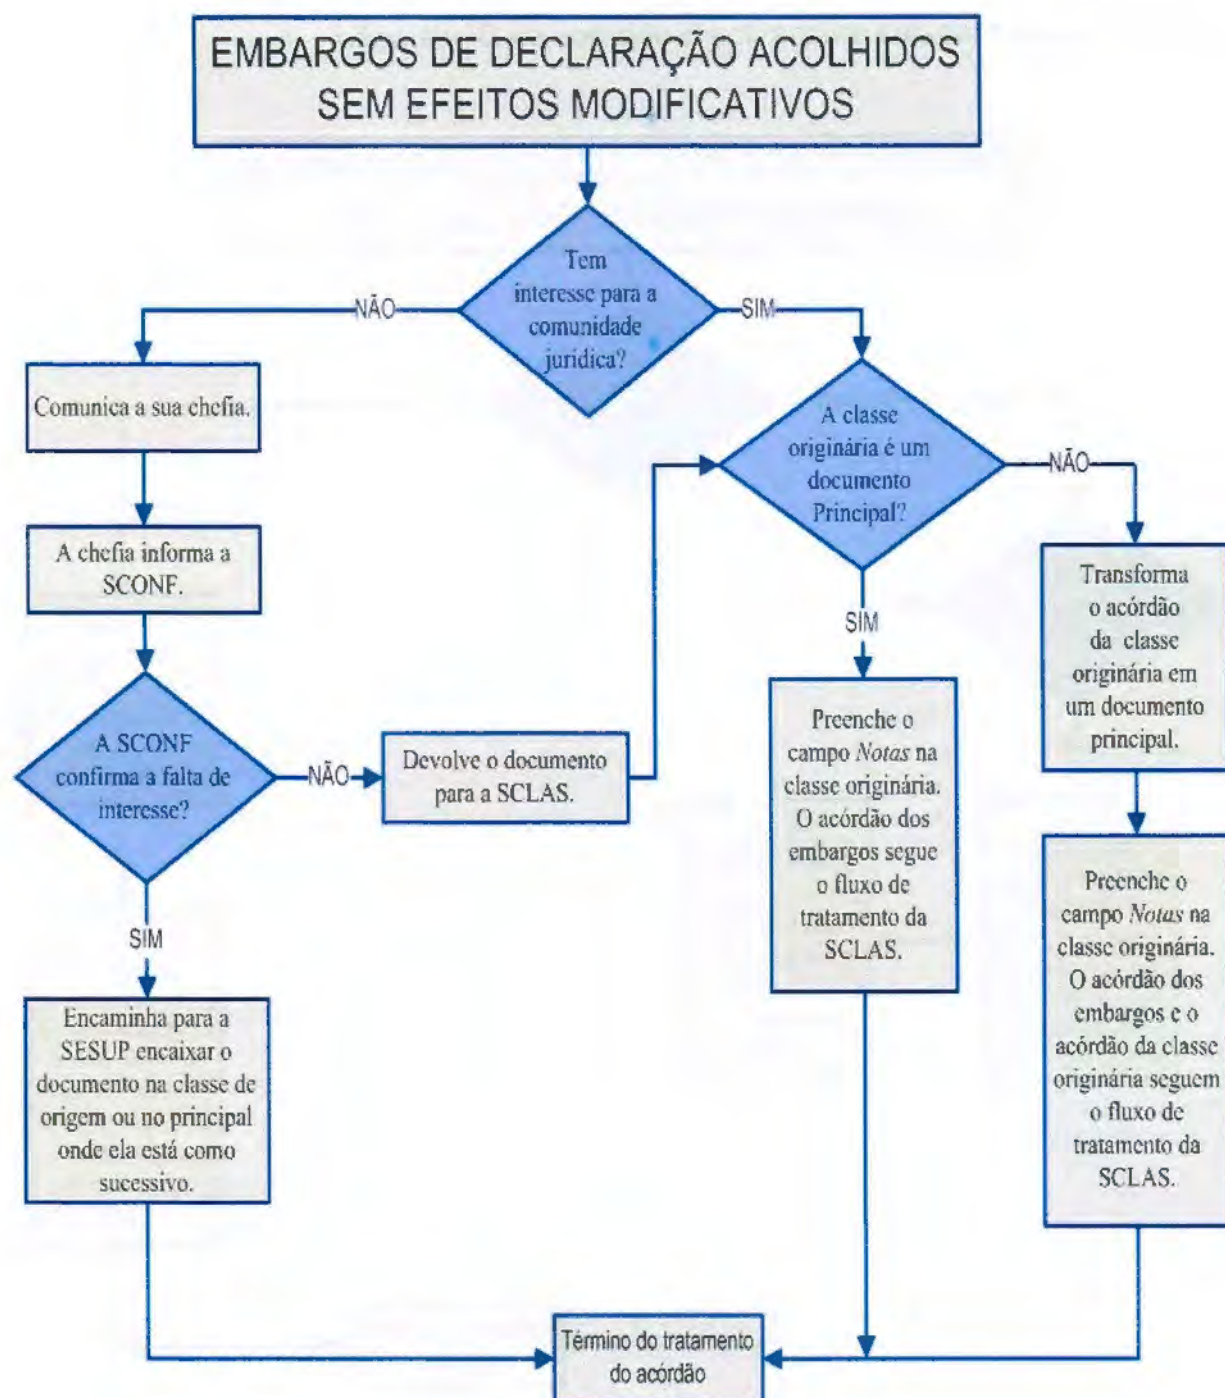 EMBARGOS DE DECLARAÇÃO ACOLHIDOS
SEM EFEITOS MODIFICATIVOS
Tem
interesse para a
comunidade
jurídica?
NÃO
SIM
Comunica a sua chefia.
A chefia informa a
SCONF.
A SCONF
confirma a falta de
interesse?
NÃO
Devolve o documento
para a SCLAS.
SIM
Encaminha para a
SESUP encaixar o
documento na classe de
origem ou no principal
onde ela está como
sucessivo.
A classe
originária é um
documento
Principal?
NÃO
SIM
Preenche o
campo Notas na
classe originária.
O acórdão dos
embargos segue
o fluxo de
tratamento da
SCLAS.
Transforma
o acórdão
da classe
originária em
um documento
principal.
Preenche o
campo Notas na
classe originária.
O acórdão dos
embargos e o
acórdão da classe
originária seguem
o fluxo de
tratamento da
SCLAS.
Término do tratamento
do acórdão